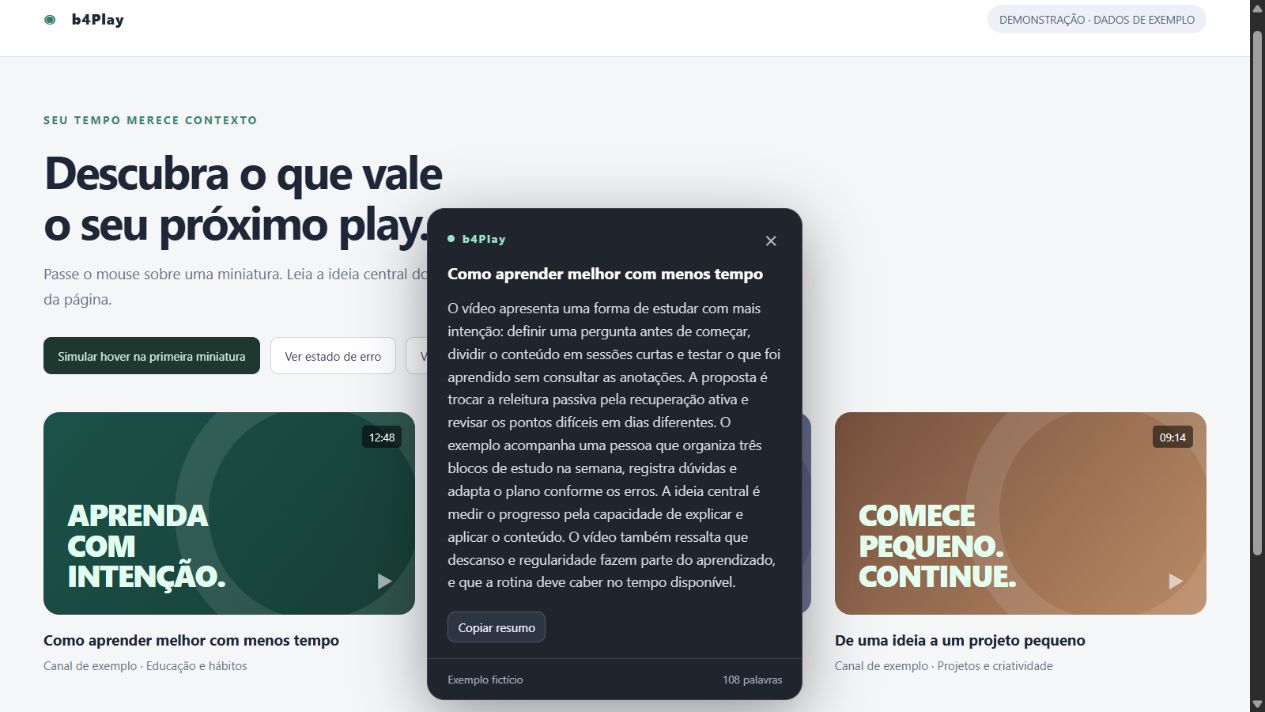 b4Play
DEMONSTRAÇÃO · DADOS DE EXEMPLO
SEU TEMPO MERECE CONTEXTO
Descubra o que vale
o seu próximo play.
Passe o mouse sobre uma miniatura. Leia a ideia central
da página.
Simular hover na primeira miniatura
Ver estado de erro
b4Play
Como aprender melhor com menos tempo
O vídeo apresenta uma forma de estudar com mais
intenção: definir uma pergunta antes de começar,
dividir o conteúdo em sessões curtas e testar o que foi
aprendido sem consultar as anotações. A proposta é
trocar a releitura passiva pela recuperação ativa e
revisar os pontos difíceis em dias diferentes. O
exemplo acompanha uma pessoa que organiza três
blocos de estudo na semana, registra dúvidas e
adapta o plano conforme os erros. A ideia central é
medir o progresso pela capacidade de explicar e
aplicar o conteúdo. O vídeo também ressalta que
descanso e regularidade fazem parte do aprendizado,
e que a rotina deve caber no tempo disponível.
Copiar resumo
Exemplo fictício
108 palavras
12:48
APRENDA
COM
INTENÇÃO.
Como aprender melhor com menos tempo
Canal de exemplo · Educação e hábitos
09:14
COMECE
PEQUENO.
CONTINUE.
De uma ideia a um projeto pequeno
Canal de exemplo · Projetos e criatividade